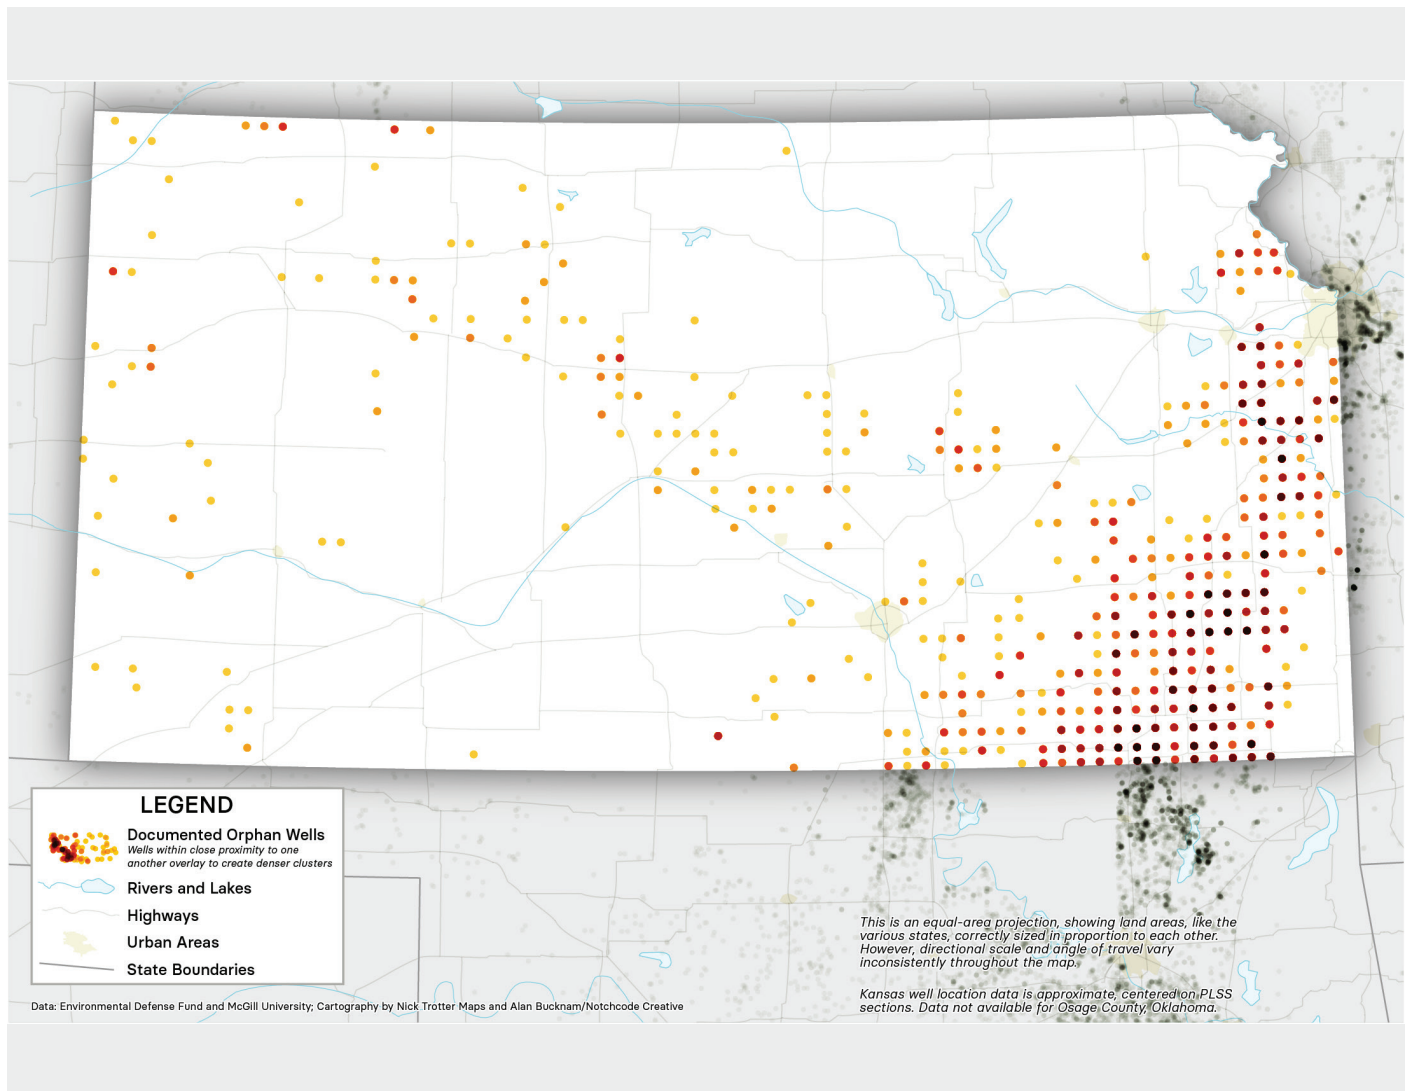 LEGEND
Documented Orphan Wells
Wells within close proximity to one
another overlay to create denser clusters
Rivers and Lakes
Highways
Urban Areas
State Boundaries
This is an equal-area projection, showing land areas, like the
various states, correctly sized in proportion to each other.
However, directional scale and angle of travel vary
inconsistently throughout the map.
Kansas well location data is approximate, centered on PLSS
sections. Data not available for Osage County, Oklahoma.
Data: Environmental Defense Fund and McGill University; Cartography by Nick Trotter Maps and Alan Bucknam/Notchcode Creative